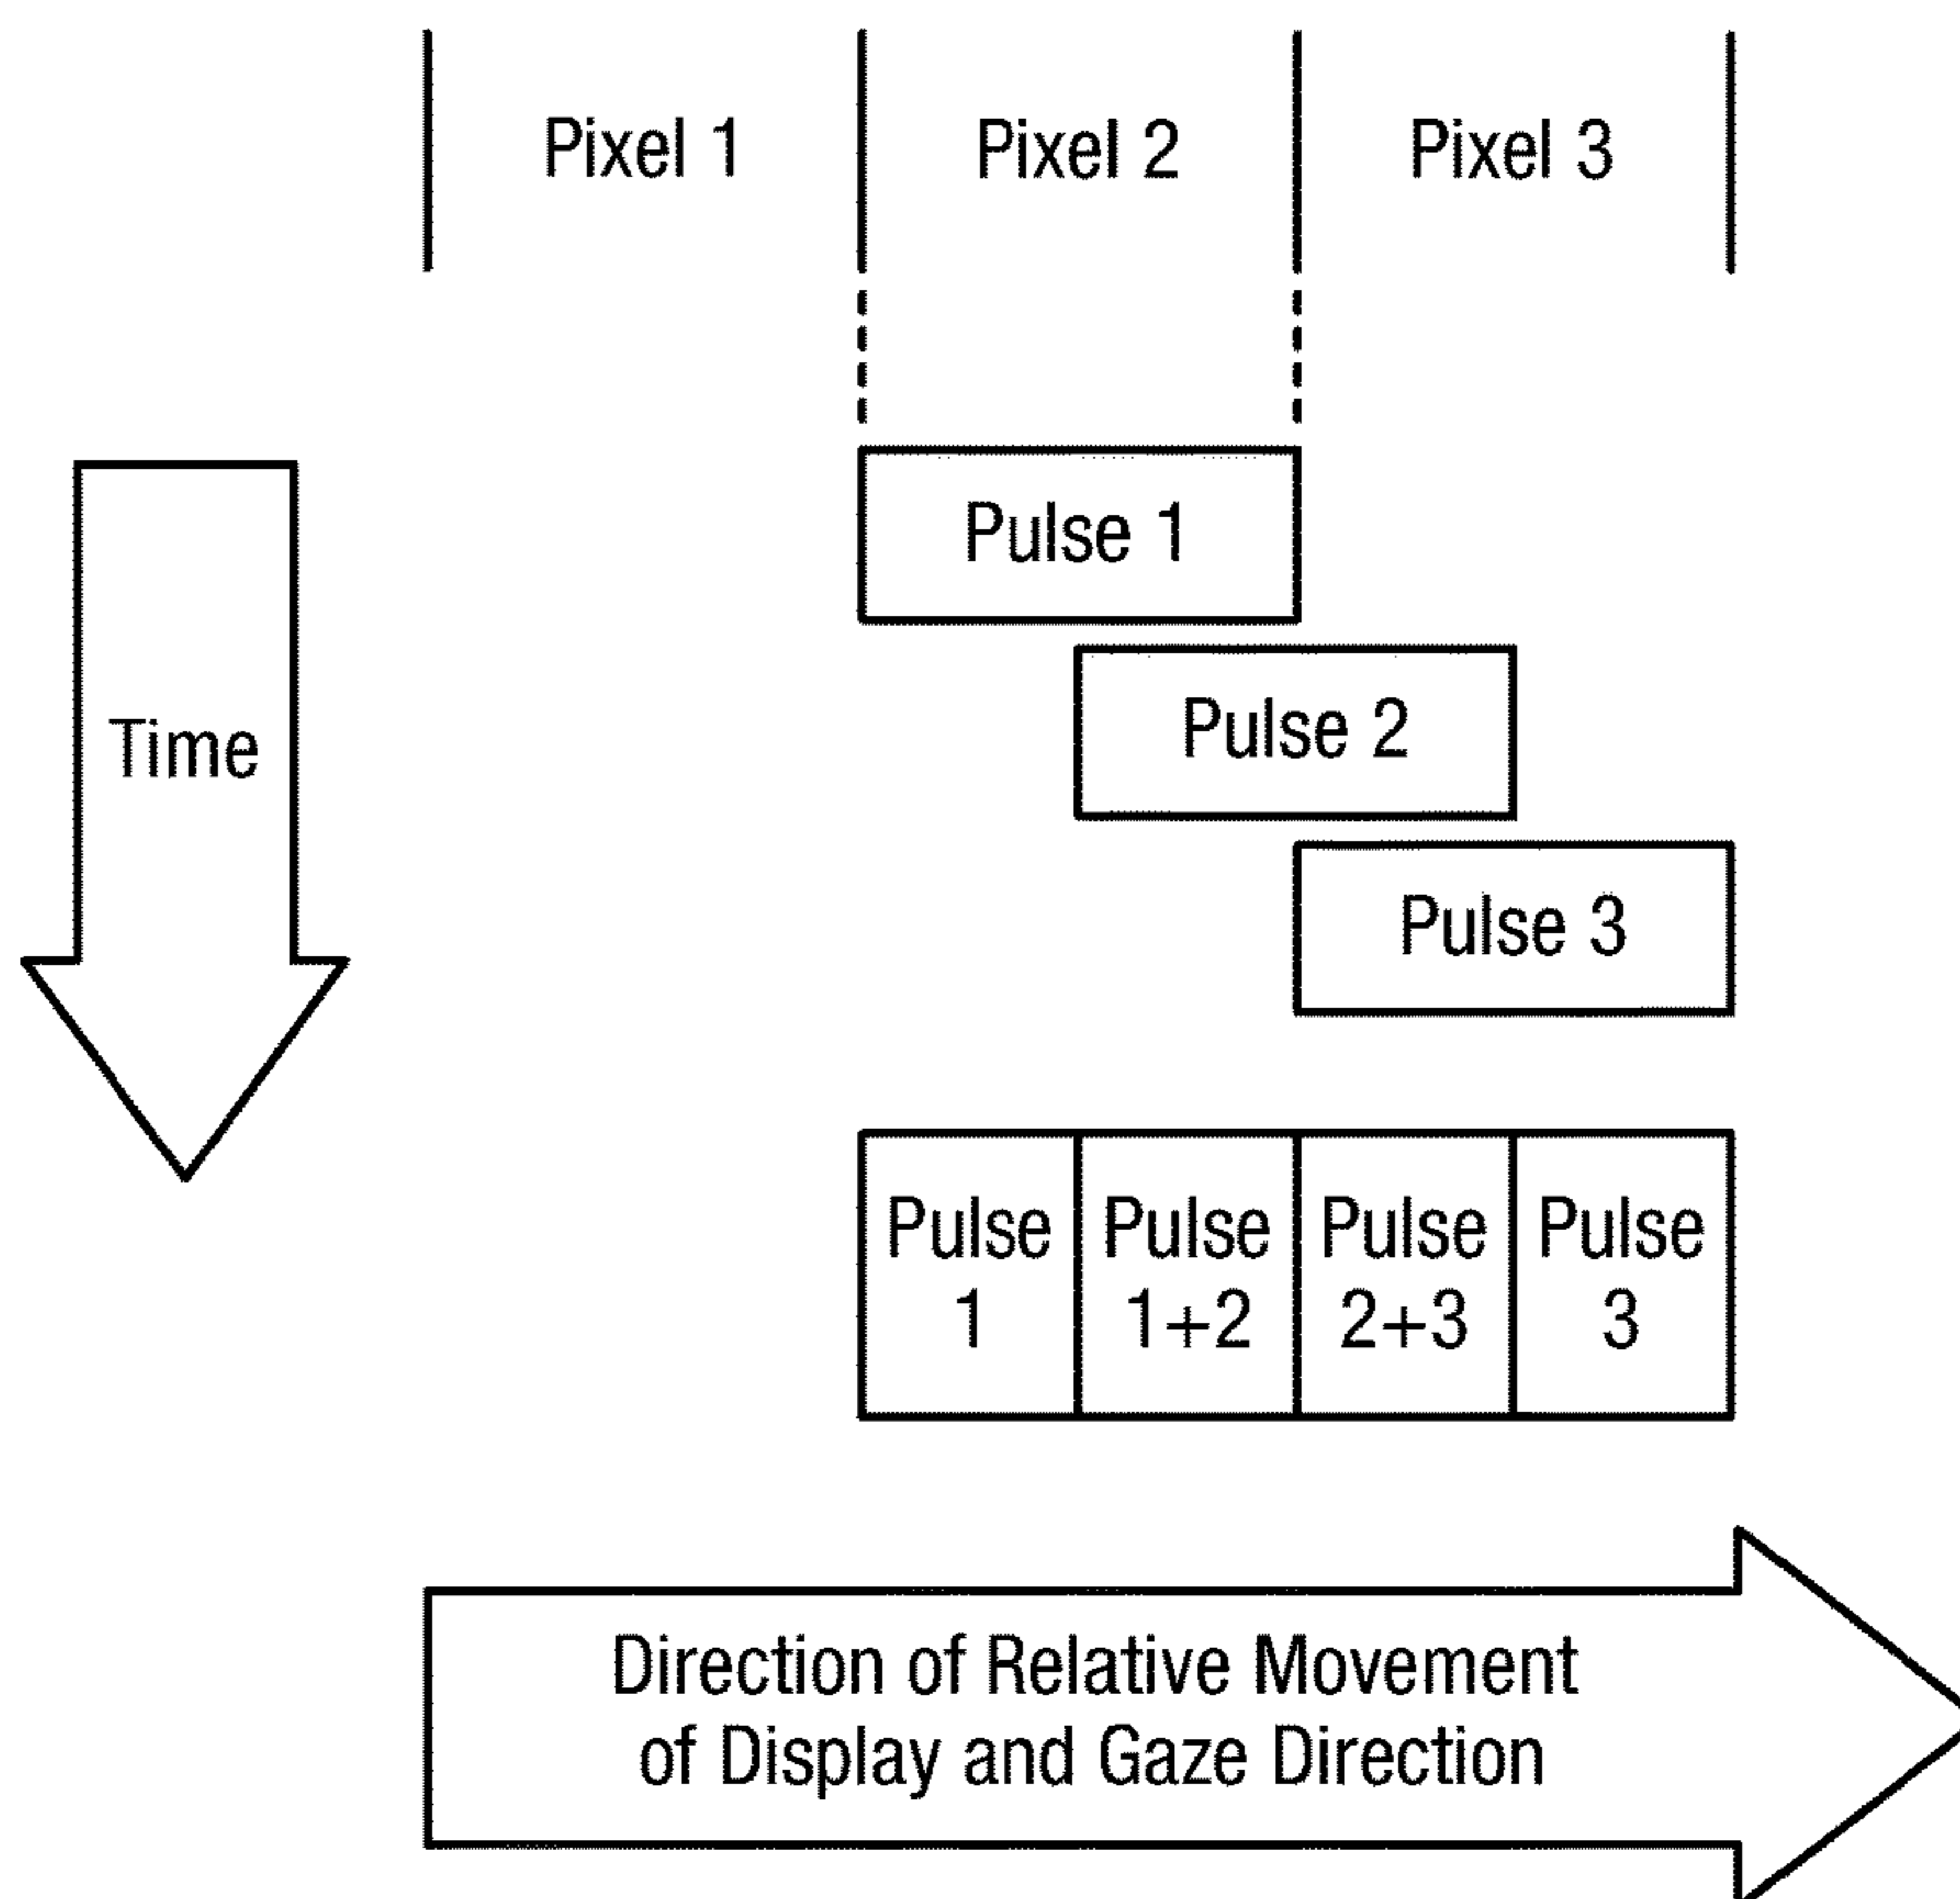 Pixel 1
Pixel 2
Pixel 3
Pulse 1
Time
Pulse 2
Pulse 3
Pulse
1
Pulse
1+2
Pulse
2+3
Pulse
3
Direction of Relative Movement
of Display and Gaze Direction